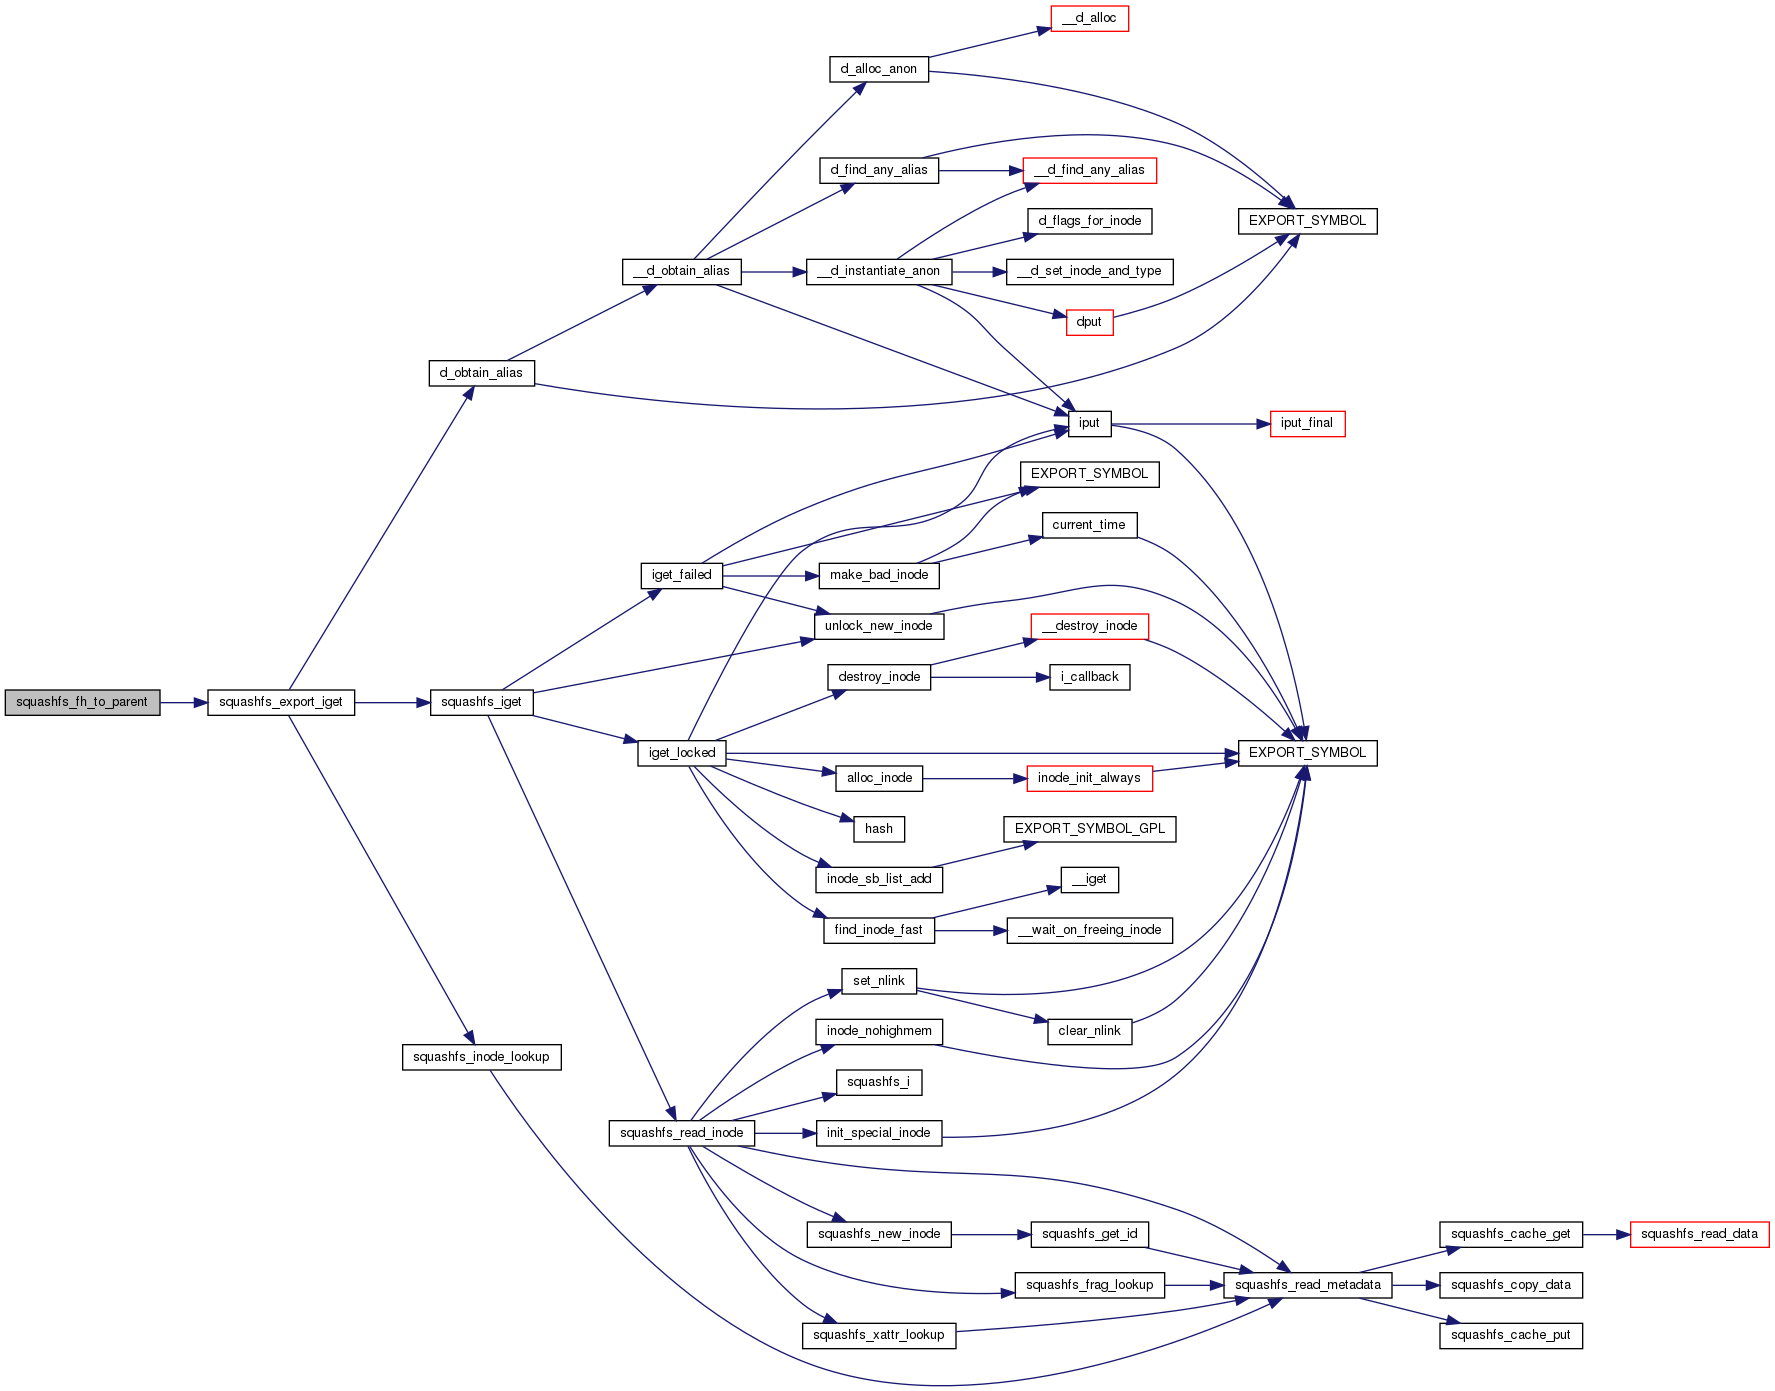 __d_alloc
d_alloc_anon
d_find_any_alias
__d_find_any_alias
d_flags_for_inode
EXPORT_SYMBOL
__d_obtain_alias
__d_instantiate_anon
__d_set_inode_and_type
dput
d_obtain_alias
iput
iput_final
EXPORT_SYMBOL
current_time
iget_failed
make_bad_inode
unlock_new_inode
__destroy_inode
destroy_inode
i_callback
squashfs_fh_to_parent
squashfs_export_iget
squashfs_iget
iget_locked
EXPORT_SYMBOL
alloc_inode
inode_init_always
hash
EXPORT_SYMBOL_GPL
inode_sb_list_add
__iget
find_inode_fast
__wait_on_freeing_inode
set_nlink
inode_nohighmem
clear_nlink
squashfs_inode_lookup
squashfs_i
squashfs_read_inode
init_special_inode
squashfs_new_inode
squashfs_get_id
squashfs_cache_get
squashfs_read_data
squashfs_frag_lookup
squashfs_read_metadata
squashfs_copy_data
squashfs_xattr_lookup
squashfs_cache_put